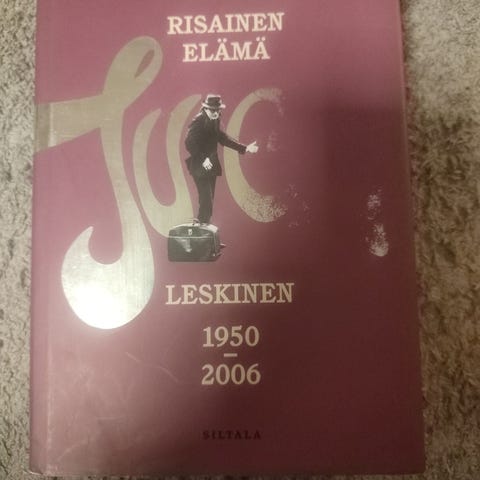 RISAINEN
ELÄMÄ
Juice
LESKINEN
1950
–
2006
SILTALA